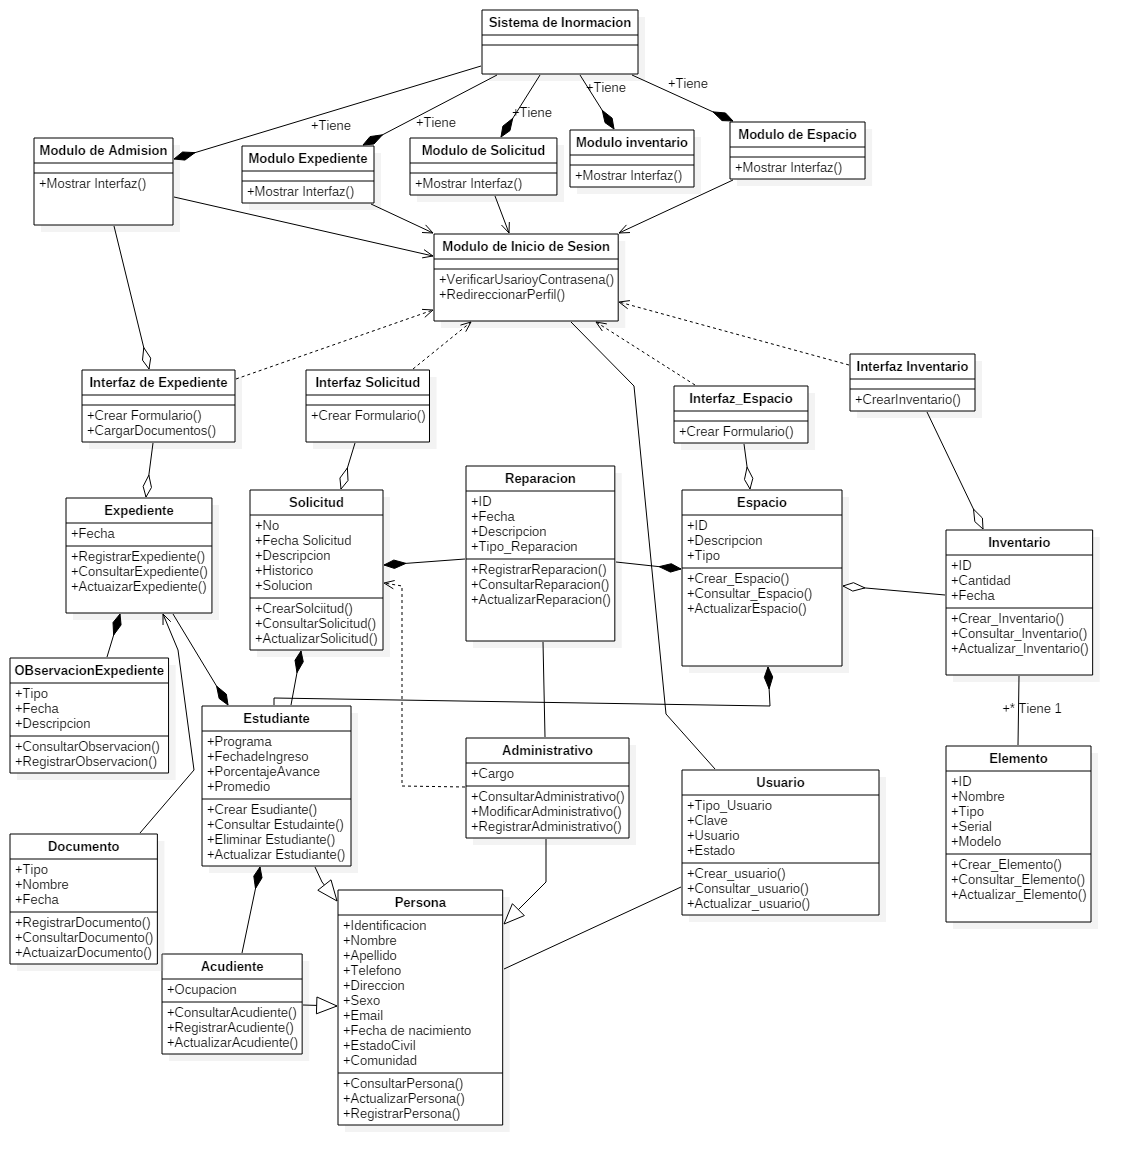 Sistema de Inormacion
+Tiene
+Tiene
+Tiene
+Tiene
+Tiene
Modulo de Admision
+Mostrar Interfaz()
Modulo Expediente
+Mostrar Interfaz()
Modulo de Solicitud
+Mostrar Interfaz()
Modulo inventario
+Mostrar Interfaz()
Modulo de Espacio
+Mostrar Interfaz()
Modulo de Inicio de Sesion
+VerificarUsarioyContrasena()
+RedireccionarPerfil()
Interfaz de Expediente
+Crear Formulario()
+CargarDocumentos()
Interfaz Solicitud
+Crear Formulario()
Interfaz_Espacio
+Crear Formulario()
Interfaz Inventario
+CrearInventario()
Expediente
+Fecha
+RegistrarExpediente()
+ConsultarExpediente()
+ActuaizarExpediente()
Solicitud
+No
+Fecha Solicitud
+Descripcion
+Historico
+Solucion
+CrearSolciitud()
+ConsultarSolicitud()
+ActualizarSolicitud()
Reparacion
+ID
+Fecha
+Descripcion
+Tipo_Reparacion
+RegistrarReparacion()
+ConsultarReparacion()
+ActualizarReparacion()
Espacio
+ID
+Descripcion
+Tipo
+Crear_Espacio()
+Consultar_Espacio()
+ActualizarEspacio()
Inventario
+ID
+Cantidad
+Fecha
+Crear_Inventario()
+Consultar_Inventario()
+Actualizar_Inventario()
+* Tiene 1
OBservacionExpediente
+Tipo
+Fecha
+Descripcion
+ConsultarObservacion()
+RegistrarObservacion()
Estudiante
+Programa
+FechadeIngreso
+PorcentajeAvance
+Promedio
+Crear Esudiante()
+Consultar Estudainte()
+Eliminar Estudiante()
+Actualizar Estudiante()
Administrativo
+Cargo
+ConsultarAdministrativo()
+ModificarAdministrativo()
+RegistrarAdministrativo()
Usuario
+Tipo_Usuario
+Clave
+Usuario
+Estado
+Crear_usuario()
+Consultar_usuario()
+Actualizar_usuario()
Elemento
+ID
+Nombre
+Tipo
+Serial
+Modelo
+Crear_Elemento()
+Consultar_Elemento()
+Actualizar_Elemento()
Documento
+Tipo
+Nombre
+Fecha
+RegistrarDocumento()
+ConsultarDocumento()
+ActuaizarDocumento()
Acudiente
+Ocupacion
+ConsultarAcudiente()
+RegistrarAcudiente()
+ActualizarAcudiente()
Persona
+Identificacion
+Nombre
+Apellido
+Telefono
+Direccion
+Sexo
+Email
+Fecha de nacimiento
+EstadoCivil
+Comunidad
+ConsultarPersona()
+ActualizarPersona()
+RegistrarPersona()